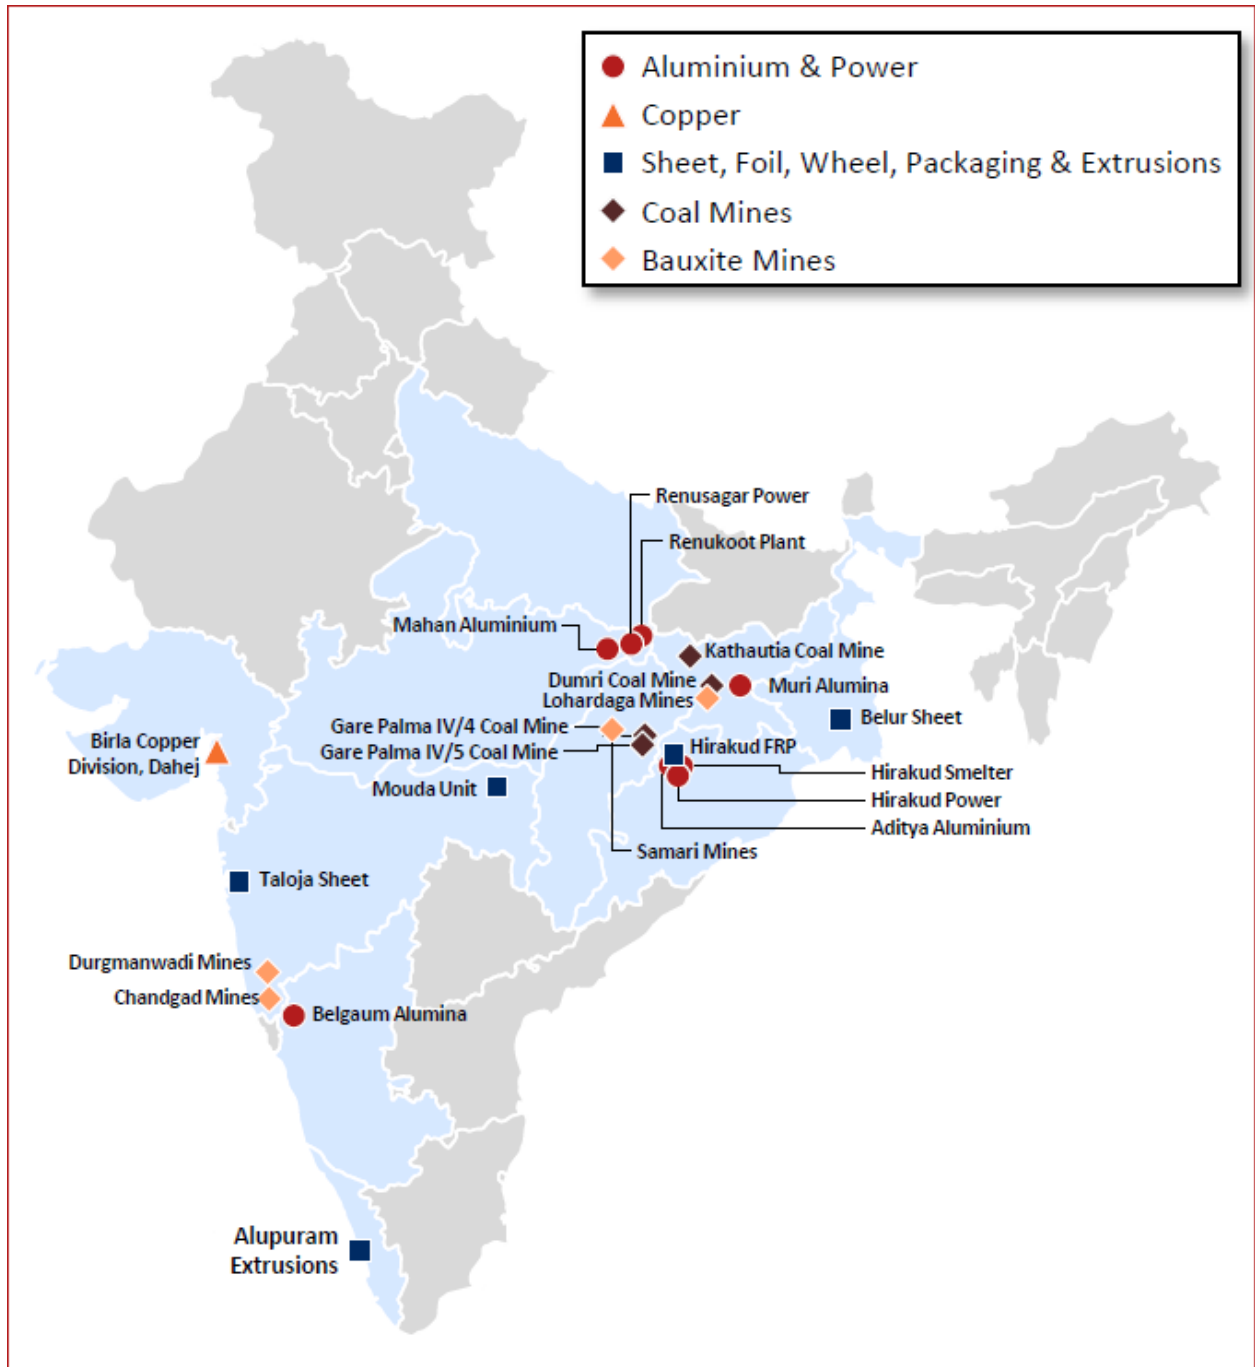 Aluminium & Power
Copper
Sheet, Foil, Wheel, Packaging & Extrusions
Coal Mines
Bauxite Mines
Renusagar Power
Renukoot Plant
Mahan Aluminium
Kathautia Coal Mine
Dumri Coal Mine
Muri Alumina
Lohardaga Mines
Belur Sheet
Gare Palma IV/4 Coal Mine
Gare Palma IV/5 Coal Mine
Hirakud FRP
Birla Copper
Division, Dahej
Hirakud Smelter
Mouda Unit
Hirakud Power
Aditya Aluminium
Samari Mines
Taloja Sheet
Durgmanwadi Mines
Chandgad Mines
Belgaum Alumina
Alupuram
Extrusions